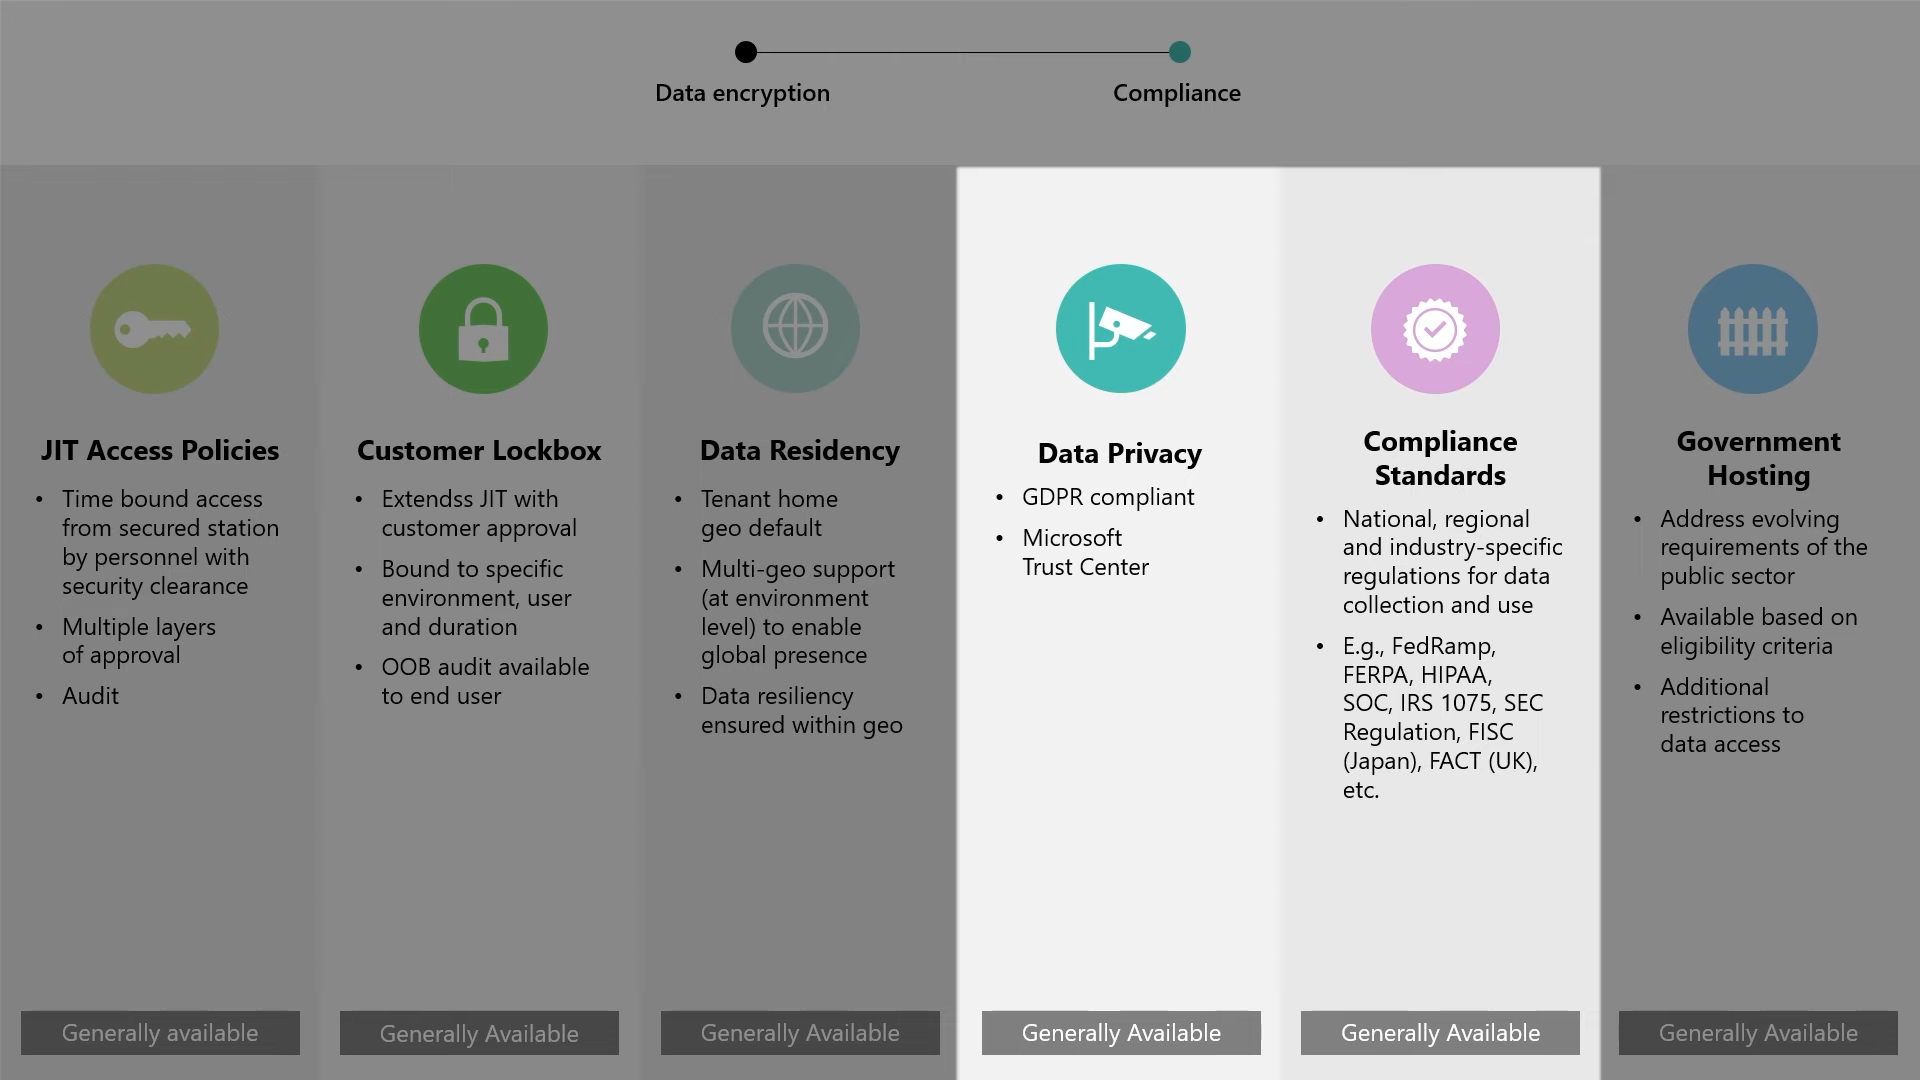 Data encryption
Compliance
JIT Access Policies
• Time bound access
from secured station
by personnel with
security clearance
• Multiple layers
of approval
• Audit
Generally available
Customer Lockbox
• Extendss JIT with
customer approval
• Bound to specific
environment, user
and duration
• OOB audit available
to end user
Generally Available
Data Residency
• Tenant home
geo default
• Multi-geo support
(at environment
level) to enable
global presence
• Data resiliency
ensured within geo
Generally Available
Data Privacy
• GDPR compliant
• Microsoft
Trust Center
Generally Available
Compliance
Standards
• National, regional
and industry-specific
regulations for data
collection and use
• E.g., FedRamp,
FERPA, HIPAA,
SOC, IRS 1075, SEC
Regulation, FISC
(Japan), FACT (UK),
etc.
Generally Available
Government
Hosting
• Address evolving
requirements of the
public sector
• Available based on
eligibility criteria
• Additional
restrictions to
data access
Generally Available